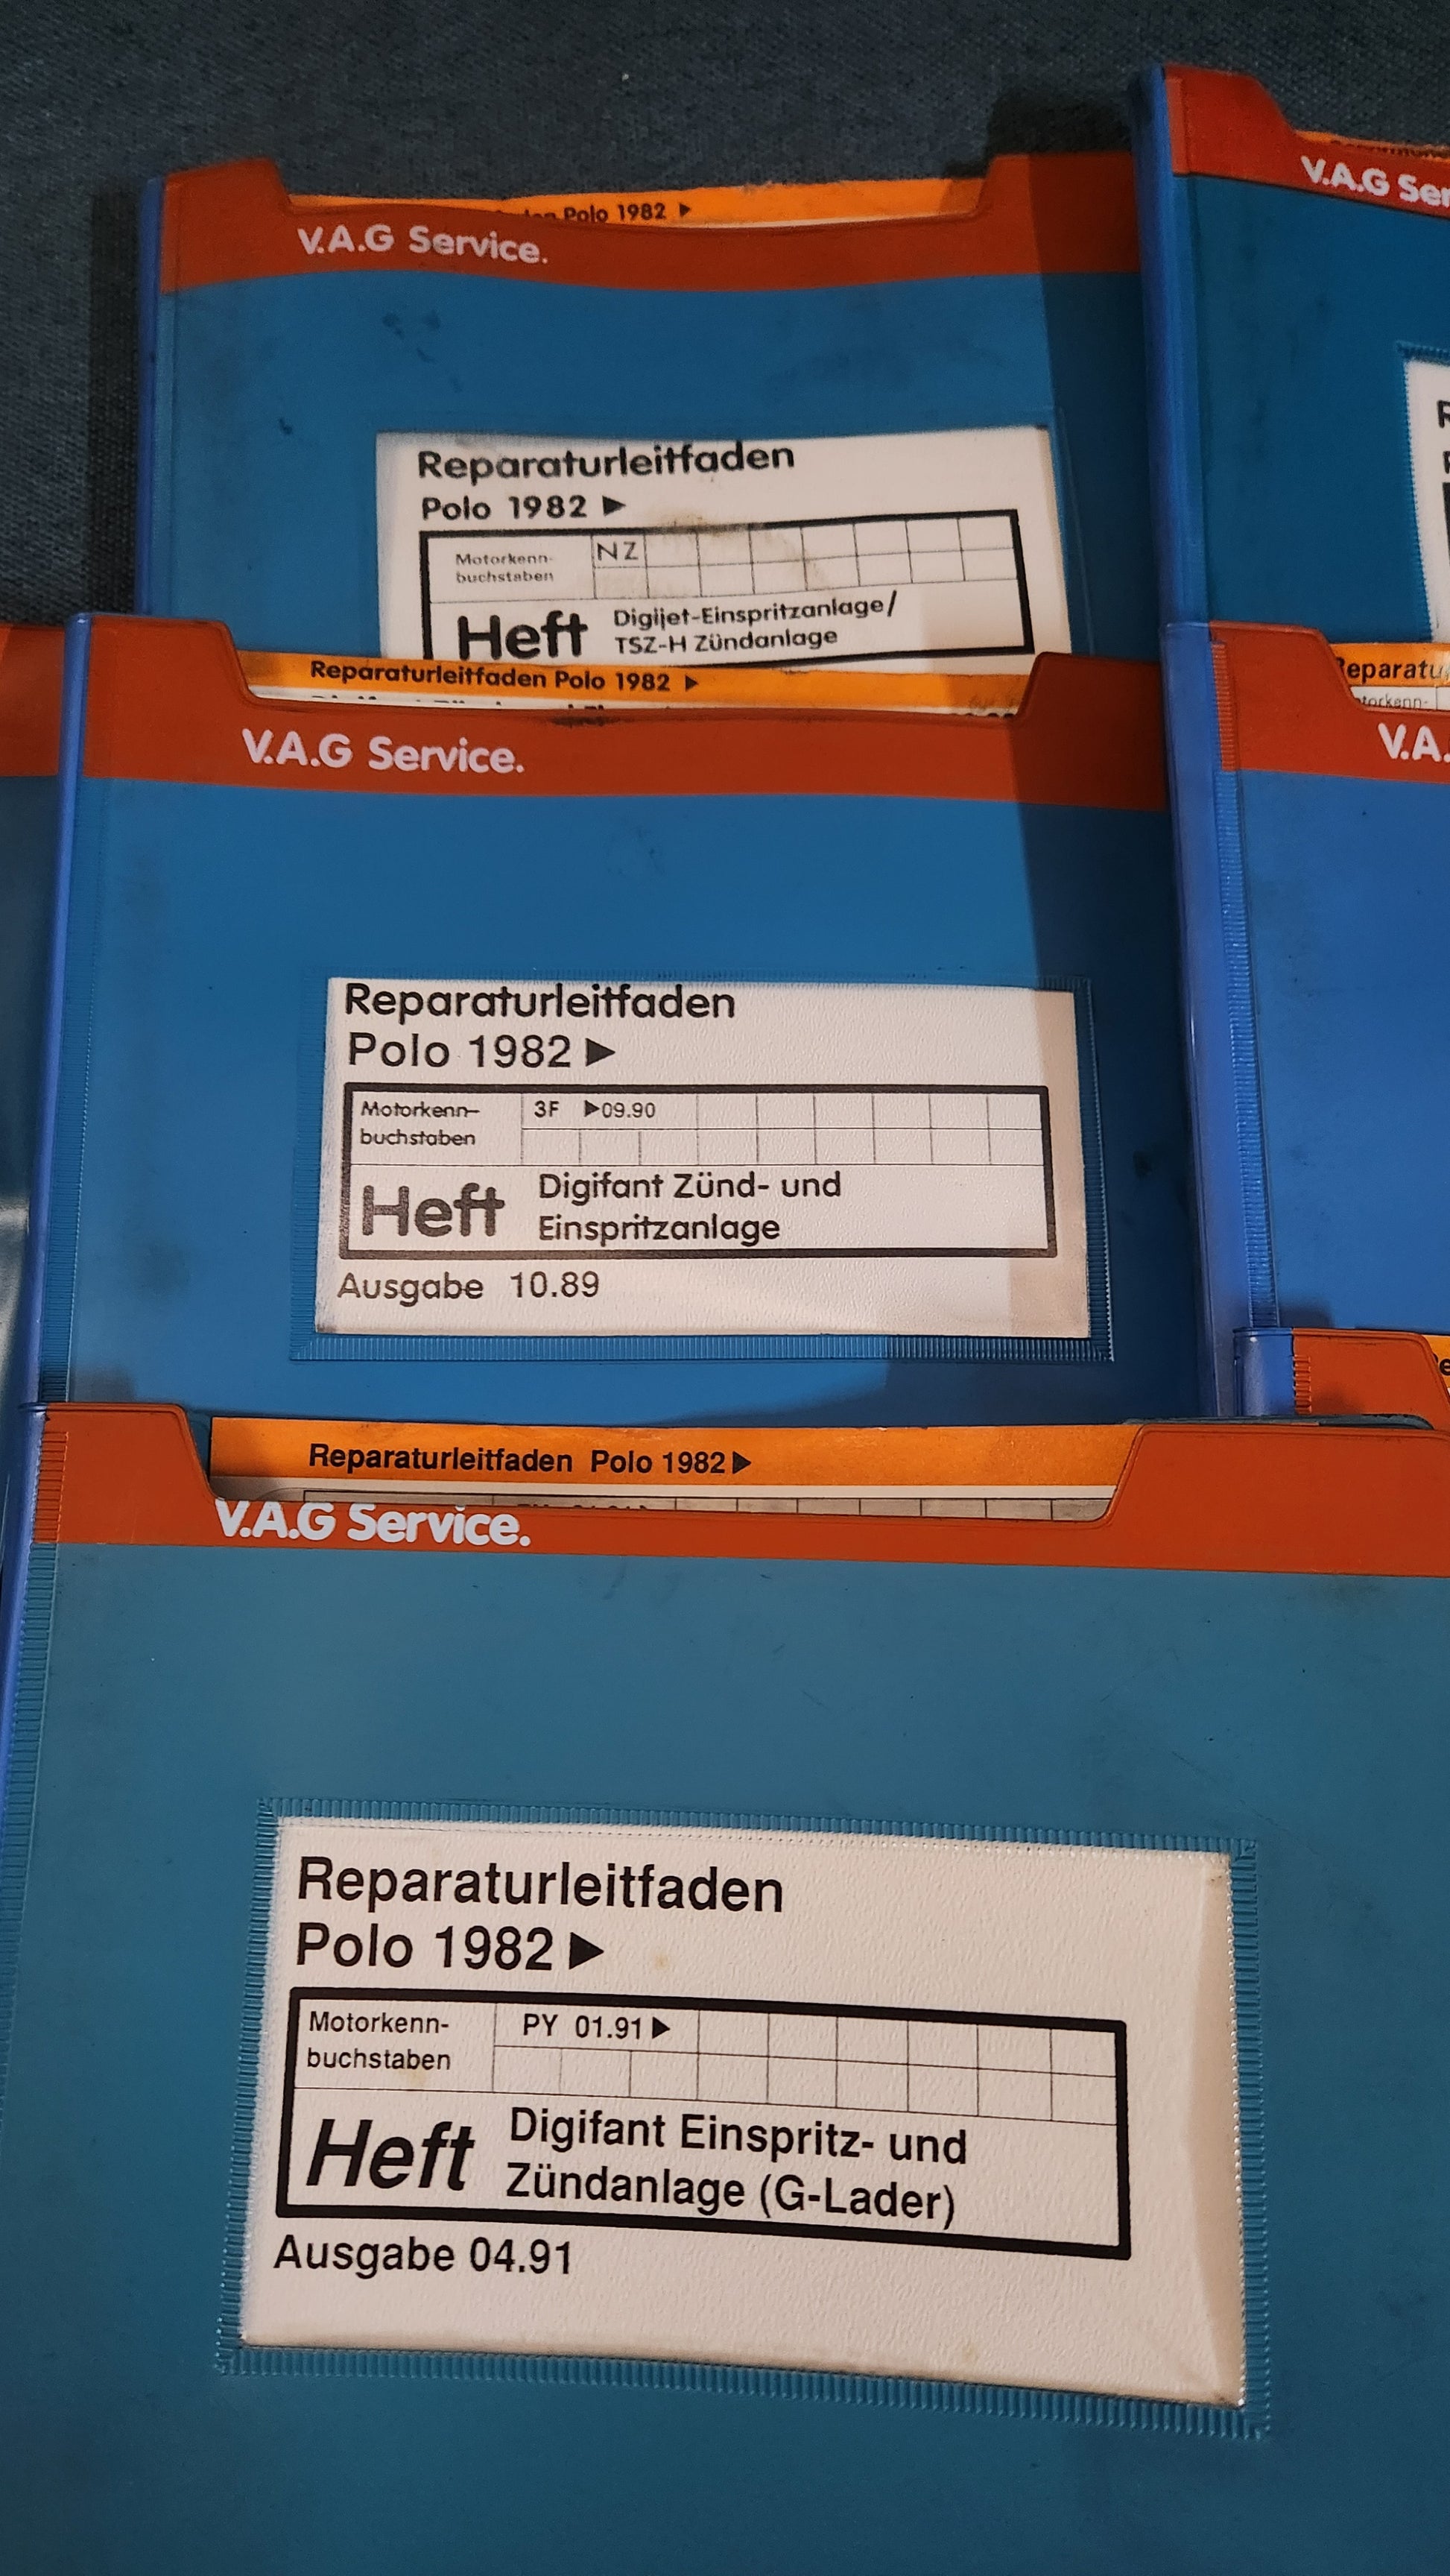 Polo 1982 ▶
V.A.G Service.
Reparaturleitfaden
Polo 1982 ▶
Motorkenn-
buchstaben
NZ
Heft
Digijet-Einspritzanlage/
TSZ-H Zündanlage
Reparaturleitfaden Polo 1982 ▶
V.A.G Service.
Reparaturleitfaden
Polo 1982 ▶
Motorkenn-
buchstaben
3F ▶09.90
Heft
Digifant Zünd- und
Einspritzanlage
Ausgabe 10.89
Reparaturleitfaden Polo 1982 ▶
V.A.G Service.
Reparaturleitfaden
Polo 1982 ▶
Motorkenn-
buchstaben
PY 01.91 ▶
Heft
Digifant Einspritz- und
Zündanlage (G-Lader)
Ausgabe 04.91
V.A.G Ser
eparatu
V.A.